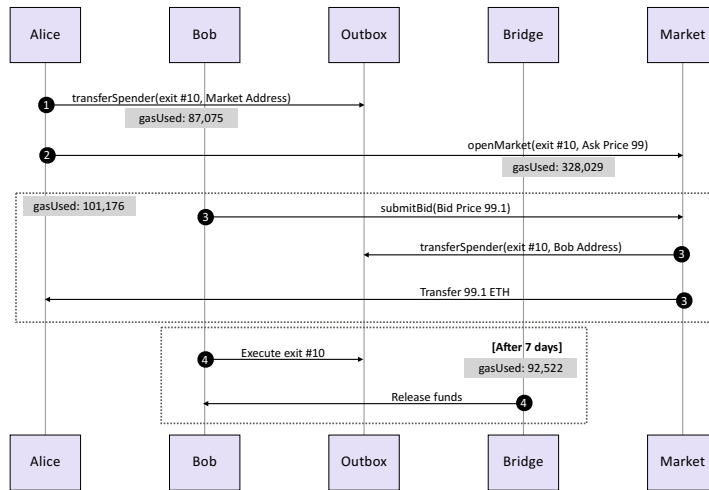 Alice
Bob
Outbox
Bridge
Market
1
transferSpender(exit #10, Market Address)
gasUsed: 87,075
2
openMarket(exit #10, Ask Price 99)
gasUsed: 328,029
gasUsed: 101,176
3
submitBid(Bid Price 99.1)
transferSpender(exit #10, Bob Address)
3
Transfer 99.1 ETH
3
[After 7 days]
4
Execute exit #10
gasUsed: 92,522
Release funds
4
Alice
Bob
Outbox
Bridge
Market